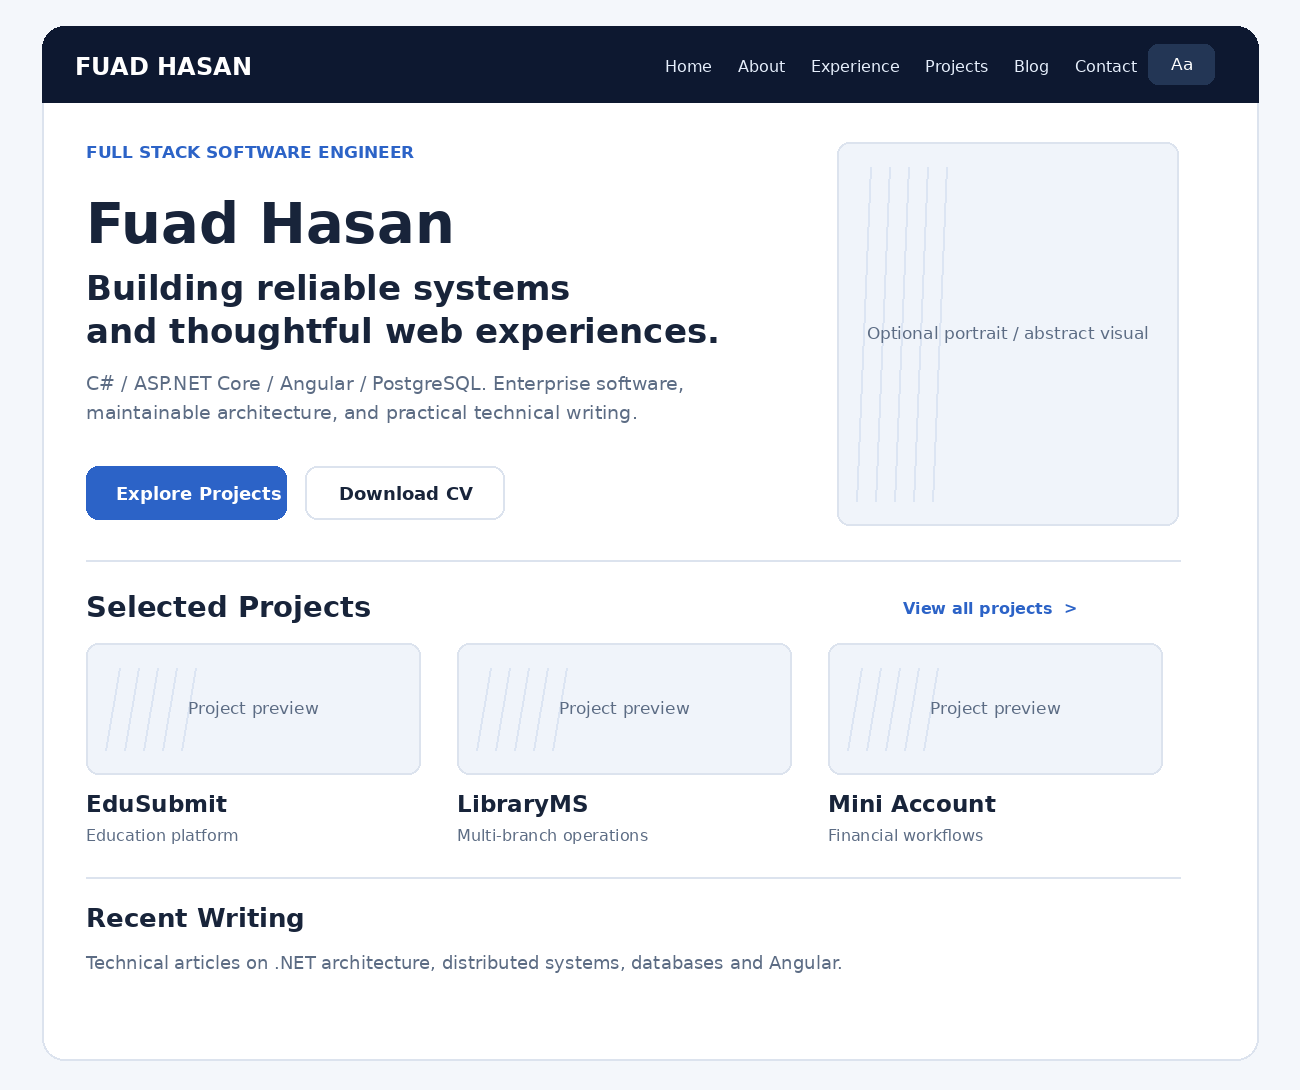 FUAD HASAN
Home About Experience Projects Blog Contact Aa
FULL STACK SOFTWARE ENGINEER
Fuad Hasan
Building reliable systems
and thoughtful web experiences.
C# / ASP.NET Core / Angular / PostgreSQL. Enterprise software,
maintainable architecture, and practical technical writing.
Explore Projects Download CV
Optional portrait / abstract visual
Selected Projects
View all projects >
Project preview Project preview Project preview
EduSubmit LibraryMS Mini Account
Education platform Multi-branch operations Financial workflows
Recent Writing
Technical articles on .NET architecture, distributed systems, databases and Angular.